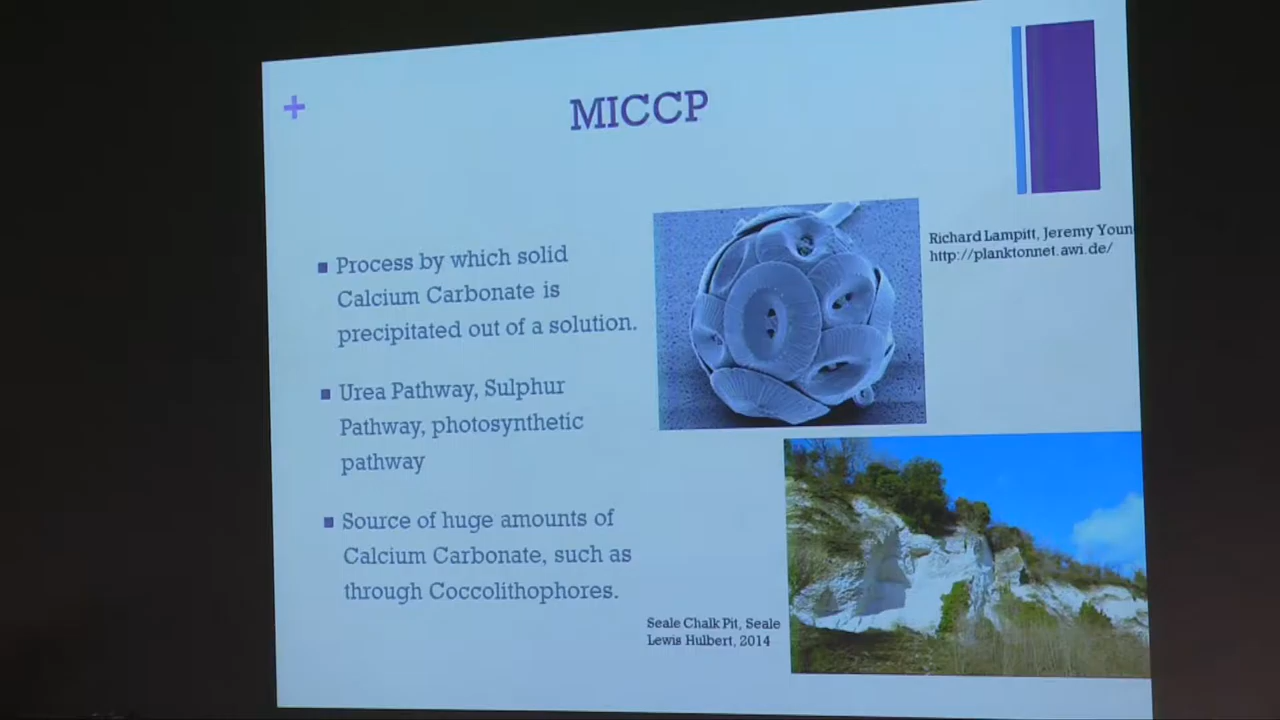 +
MICCP
Richard Lampitt, Jeremy
http://planktonnet.awi.de/
■ Process by which solid
Calcium Carbonate is
precipitated out of a solution.
■ Urea Pathway, Sulphur
Pathway, photosynthetic
pathway
■ Source of huge amounts of
Calcium Carbonate, such as
through Coccolithophores.
Seale Chalk Pit, Seale
Lewis Hulbert, 2014